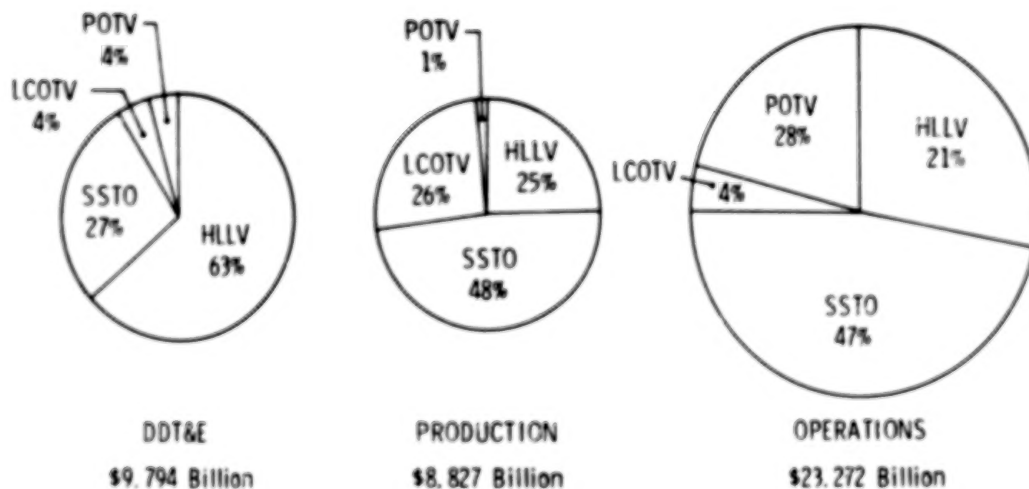 POTV
4%
LCOTV
4%
SSTO
27%
HLLV
63%
DDT&E
$9.794 Billion
POTV
1%
LCOTV
26%
HLLV
25%
SSTO
48%
PRODUCTION
$8,827 Billion
POTV
28%
HLLV
21%
LCOTV
4%
SSTO
47%
OPERATIONS
$23.272 Billion